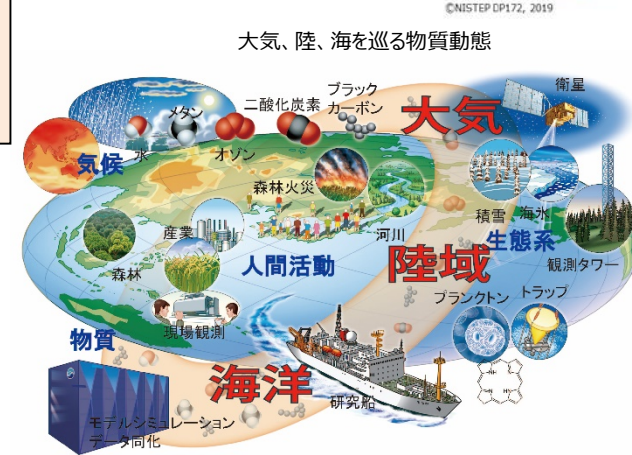 ©NISTEP DP172, 2019
大気、陸、海を巡る物質動態
メタン
二酸化炭素
ブラック
カーボン
大気
衛星
気候
水
オゾン
森林火災
積雪
海氷
河川
産業
森林
人間活動
陸域
生態系
観測タワー
プランクトン
トラップ
物質
現場観測
海洋
研究船
モデルシミュレーション
データ同化